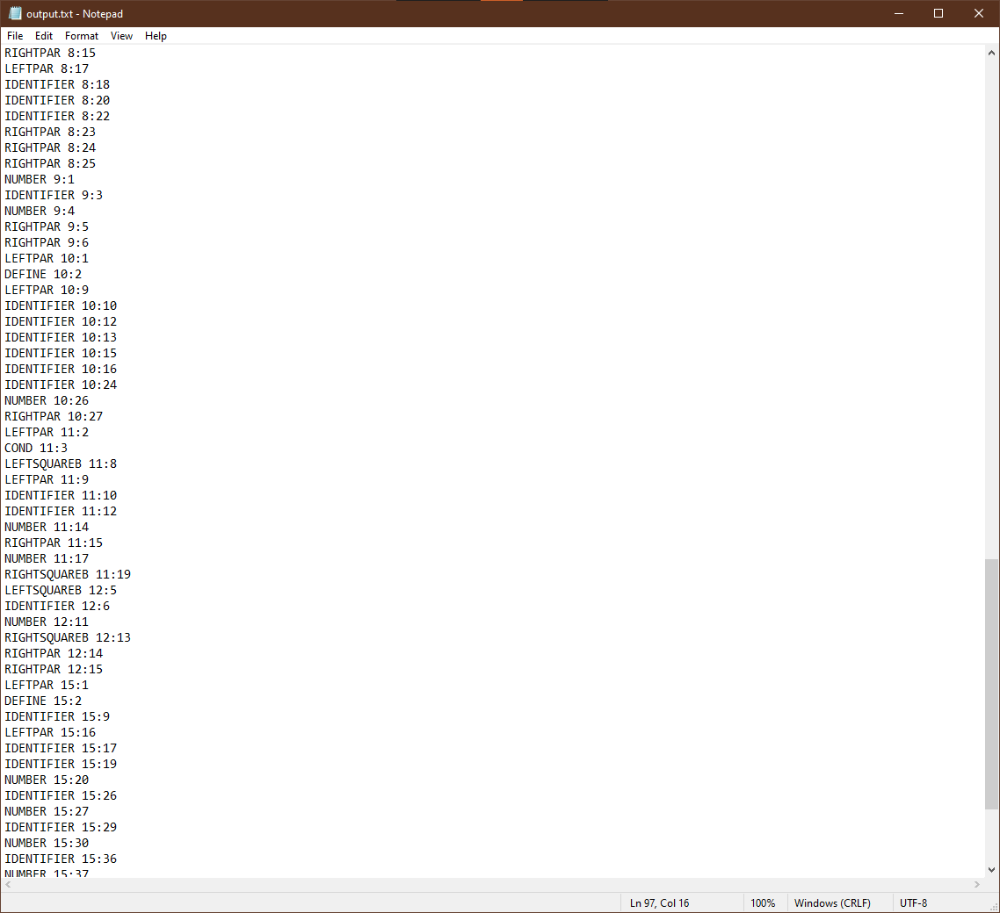 output.txt - Notepad
File Edit Format View Help
RIGHTPAR 8:15
LEFTPAR 8:17
IDENTIFIER 8:18
IDENTIFIER 8:20
IDENTIFIER 8:22
RIGHTPAR 8:23
RIGHTPAR 8:24
RIGHTPAR 8:25
NUMBER 9:1
IDENTIFIER 9:3
NUMBER 9:4
RIGHTPAR 9:5
RIGHTPAR 9:6
LEFTPAR 10:1
DEFINE 10:2
LEFTPAR 10:9
IDENTIFIER 10:10
IDENTIFIER 10:12
IDENTIFIER 10:13
IDENTIFIER 10:15
IDENTIFIER 10:16
IDENTIFIER 10:24
NUMBER 10:26
RIGHTPAR 10:27
LEFTPAR 11:2
COND 11:3
LEFTSQUAREB 11:8
LEFTPAR 11:9
IDENTIFIER 11:10
IDENTIFIER 11:12
NUMBER 11:14
RIGHTPAR 11:15
NUMBER 11:17
RIGHTSQUAREB 11:19
LEFTSQUAREB 12:5
IDENTIFIER 12:6
NUMBER 12:11
RIGHTSQUAREB 12:13
RIGHTPAR 12:14
RIGHTPAR 12:15
LEFTPAR 15:1
DEFINE 15:2
IDENTIFIER 15:9
LEFTPAR 15:16
IDENTIFIER 15:17
IDENTIFIER 15:19
NUMBER 15:20
IDENTIFIER 15:26
NUMBER 15:27
IDENTIFIER 15:29
NUMBER 15:30
IDENTIFIER 15:36
NUMBER 15:37
Ln 97, Col 16 100% Windows (CRLF) UTF-8